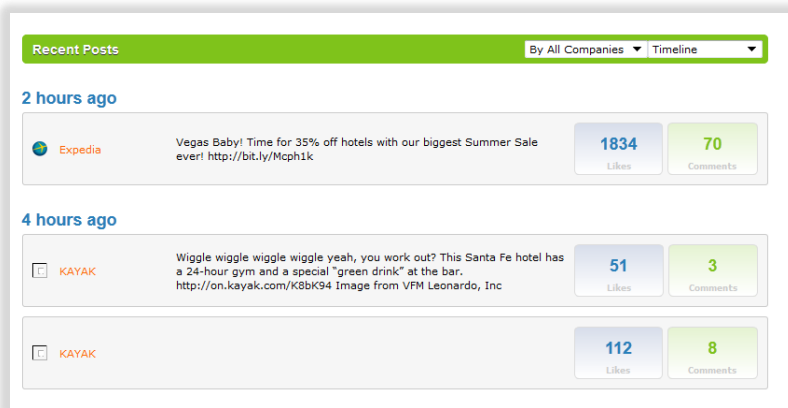 Recent Posts
By All Companies
Timeline
2 hours ago
Expedia
Vegas Baby! Time for 35% off hotels with our biggest Summer Sale
ever! http://bit.ly/Mcph1k
1834
Likes
70
Comments
4 hours ago
KAYAK
Wiggle wiggle wiggle wiggle yeah, you work out? This Santa Fe hotel has
a 24-hour gym and a special “green drink” at the bar.
http://on.kayak.com/K8bK94 Image from VFM Leonardo, Inc
51
Likes
3
Comments
KAYAK
112
Likes
8
Comments